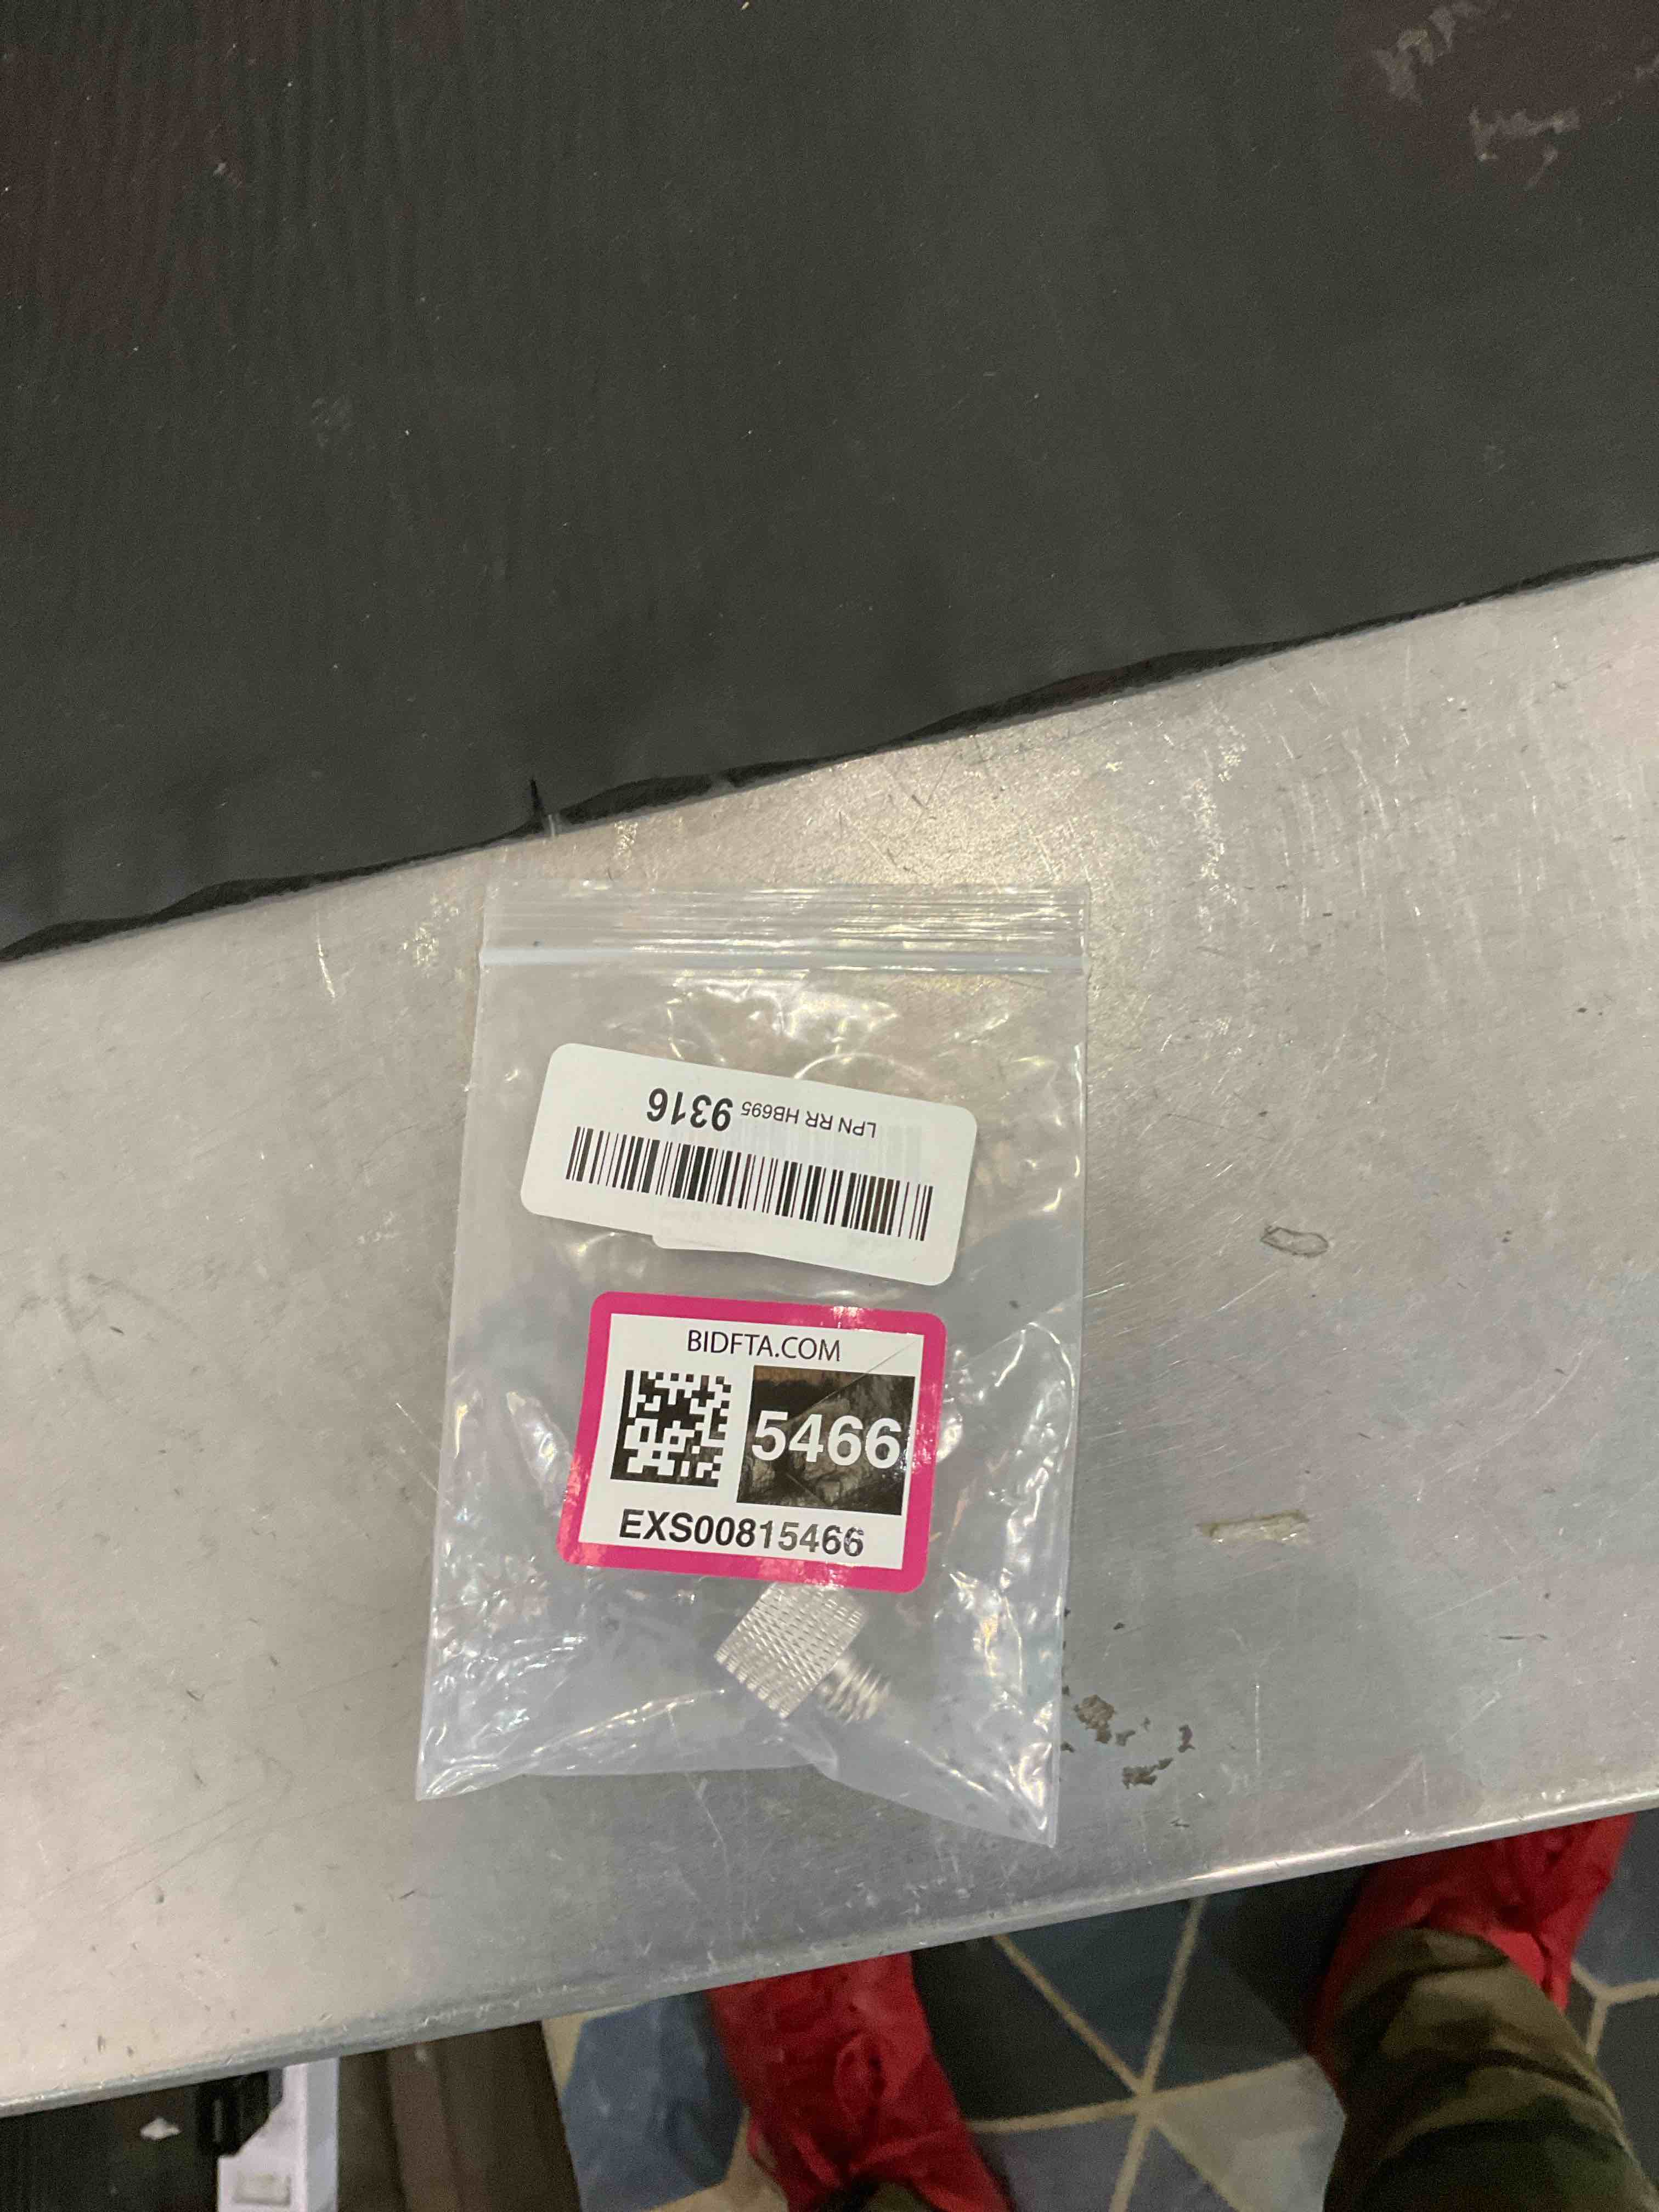 LPN RR HB695 9316
BIDFTA.COM
5466
EXS00815466